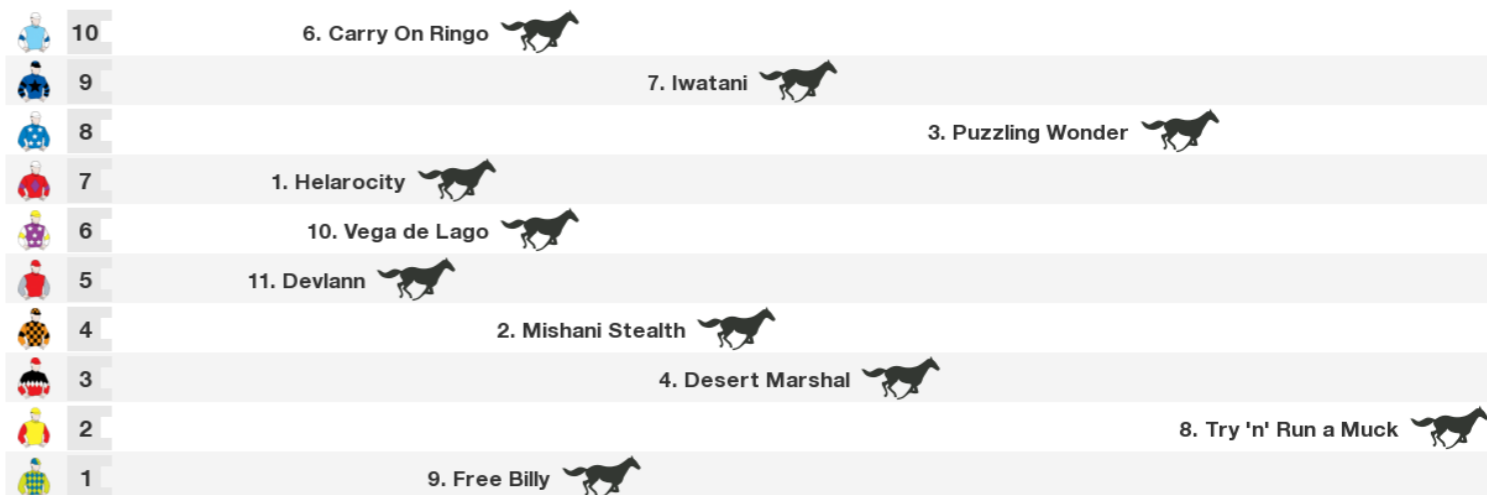 10 6. Carry On Ringo
9 7. Iwatani
8 3. Puzzling Wonder
7 1. Helarocity
6 10. Vega de Lago
5 11. Devlann
4 2. Mishani Stealth
3 4. Desert Marshal
2 8. Try 'n' Run a Muck
1 9. Free Billy